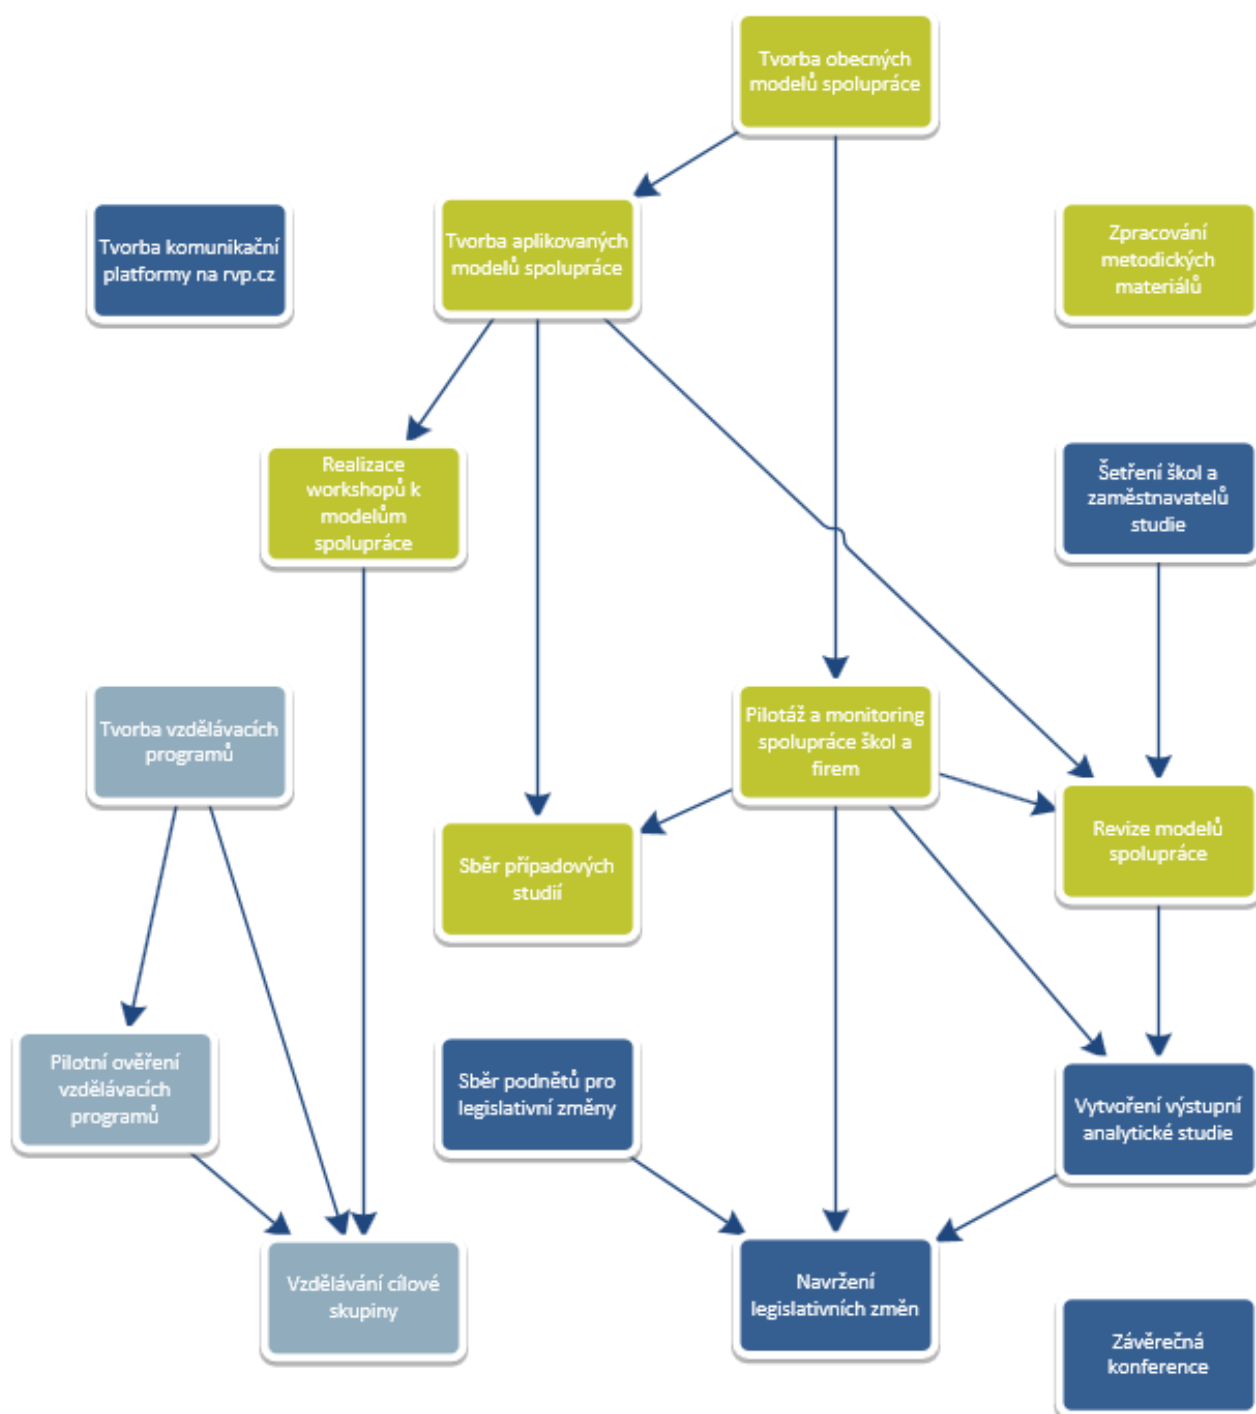 Tvorba obecných
modelů spolupráce
Tvorba komunikační
platformy na rvp.cz
Tvorba aplikovaných
modelů spolupráce
Zpracování
metodických
materiálů
Realizace
workshopů k
modelům
spolupráce
Šetření škol a
zaměstnavatelů
studie
Tvorba vzdělávacích
programů
Pilotáž a monitoring
spolupráce škol a
firem
Revize modelů
spolupráce
Sběr případových
studií
Pilotní ověření
vzdělávacích
programů
Sběr podnětů pro
legislativní změny
Vytvoření výstupní
analytické studie
Vzdělávání cílové
skupiny
Navržení
legislativních změn
Závěrečná
konference